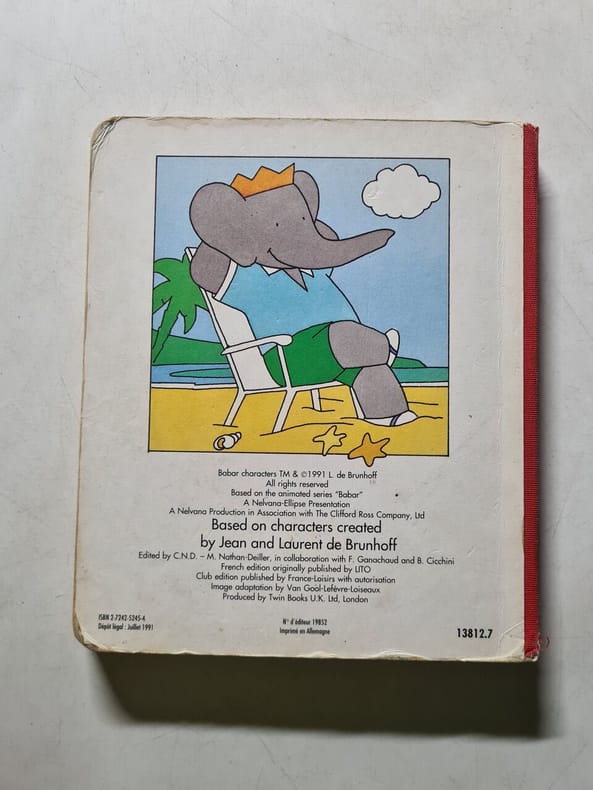 Babar characters TM & ©1991 L. de Brunhoff
All rights reserved
Based on the animated series "Babar"
A Nelvana-Ellipse Presentation
A Nelvana Production in Association with The Clifford Ross Company, Ltd
Based on characters created
by Jean and Laurent de Brunhoff
Edited by C.N.D. – M. Nathan-Deiller, in collaboration with F. Ganachaud and B. Cicchini
French edition originally published by LITO
Club edition published by France-Loisirs with autorisation
Image adaptation by Van Gool-Lefèvre-Loiseaux
Produced by Twin Books U.K. Ltd, London
ISBN 2-7242-5245-4
Dépôt légal : Juillet 1991
N° d'éditeur 19852
Imprimé en Allemagne
13812.7